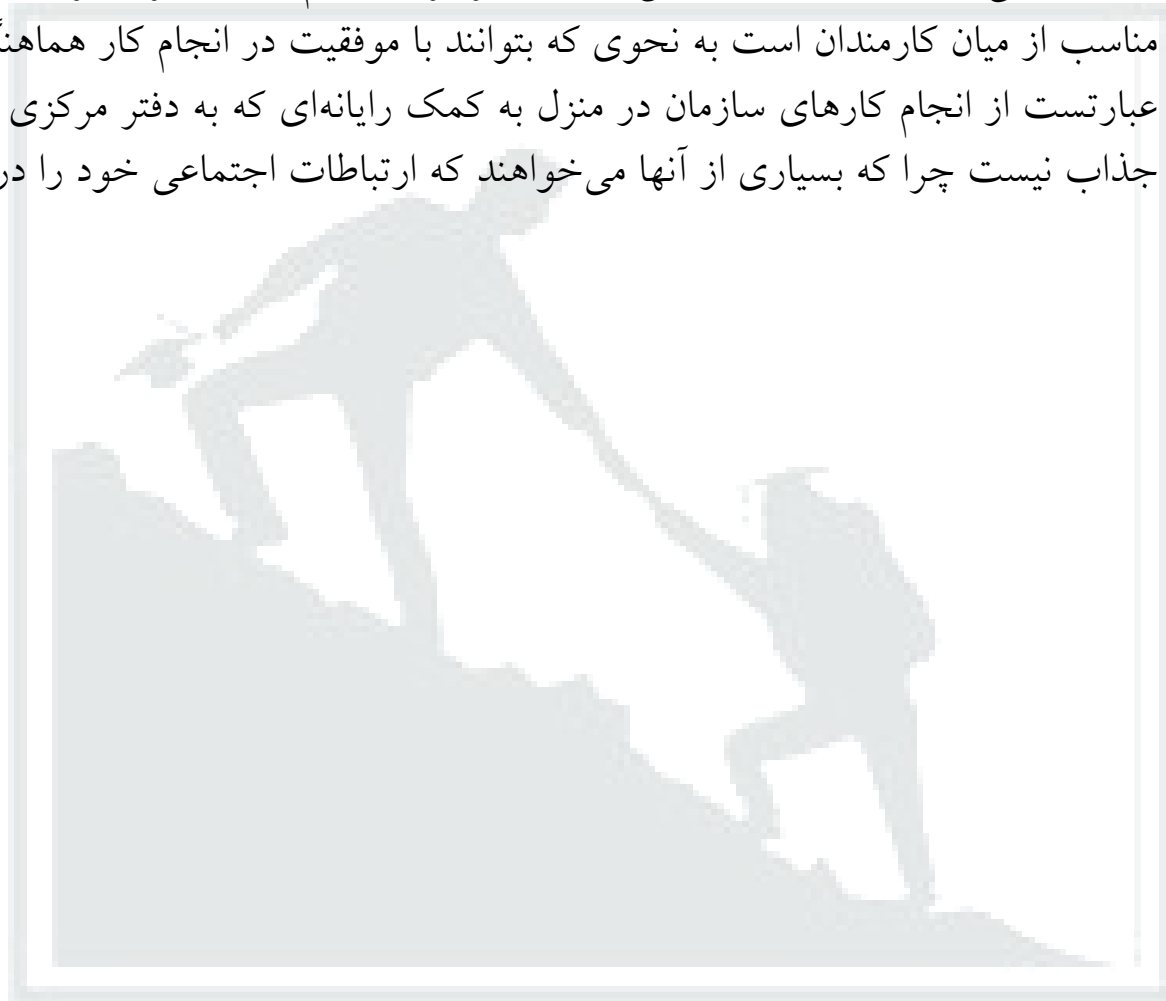 مناسب از میان کارمندان است به نحوی که بتوانند با موفقیت در انجام کار
عبارتست از انجام کارهای سازمان در منزل به کمک رایانه‌ای که به دفتر مرکزی
جذاب نیست چرا که بسیاری از آنها می‌خواهند که ارتباطات اجتماعی خود را